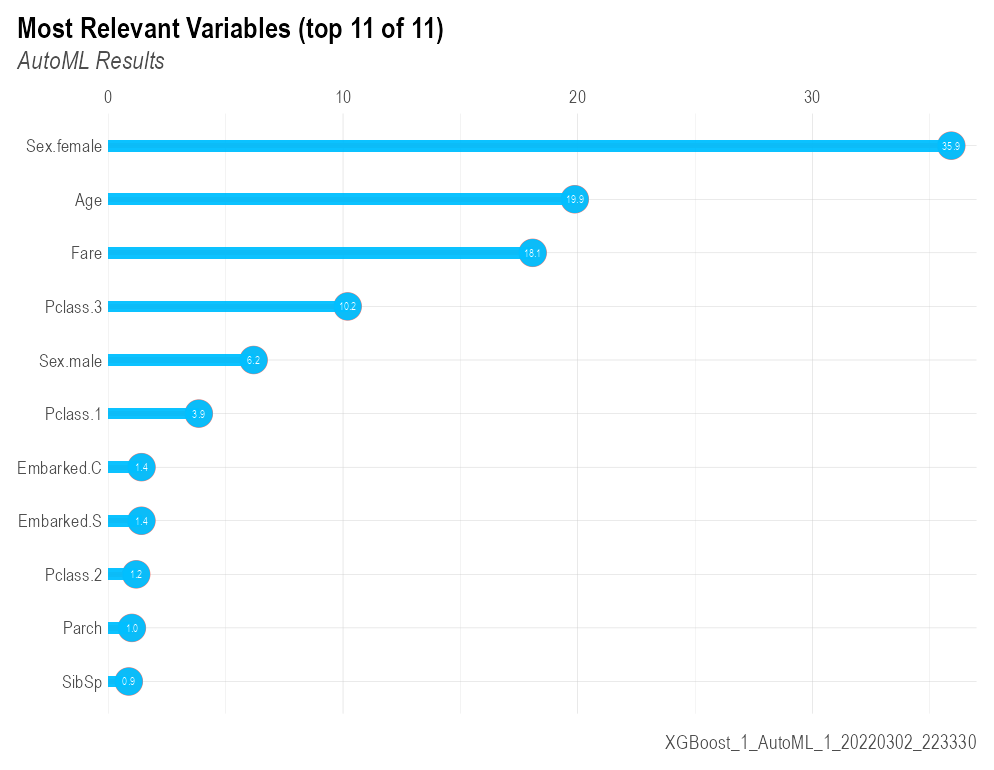 Most Relevant Variables (top 11 of 11)
AutoML Results
0 10 20 30
Sex.female 35.9
Age 19.9
Fare 18.1
Pclass.3 10.2
Sex.male 6.2
Pclass.1 3.9
Embarked.C 1.4
Embarked.S 1.4
Pclass.2 1.2
Parch 1.0
SibSp 0.9
XGBoost_1_AutoML_1_20220302_223330